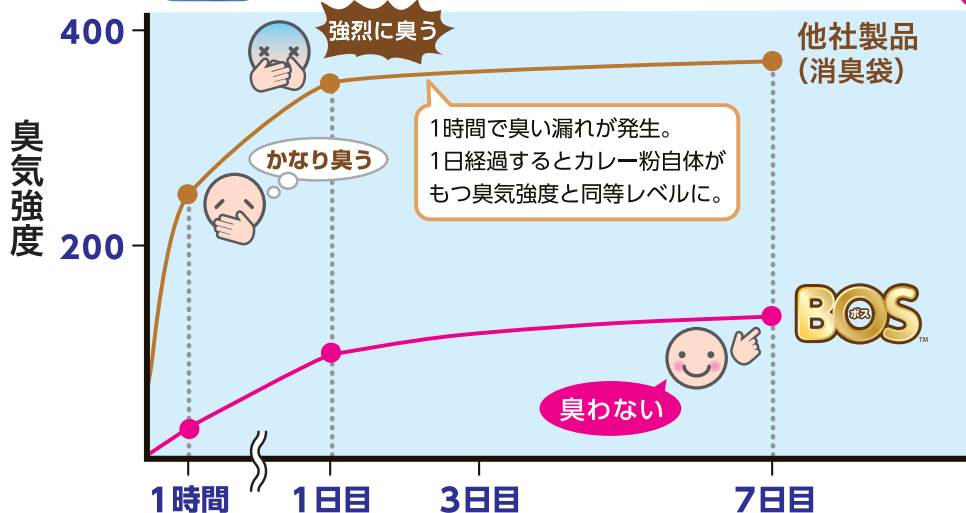 400
200
臭気強度
強烈に臭う
かなり臭う
他社製品
(消臭袋)
1時間で臭い漏れが発生。
1日経過するとカレー粉自体が
もつ臭気強度と同等レベルに。
BOS
ボス
TM
臭わない
1時間
1日目
3日目
7日目